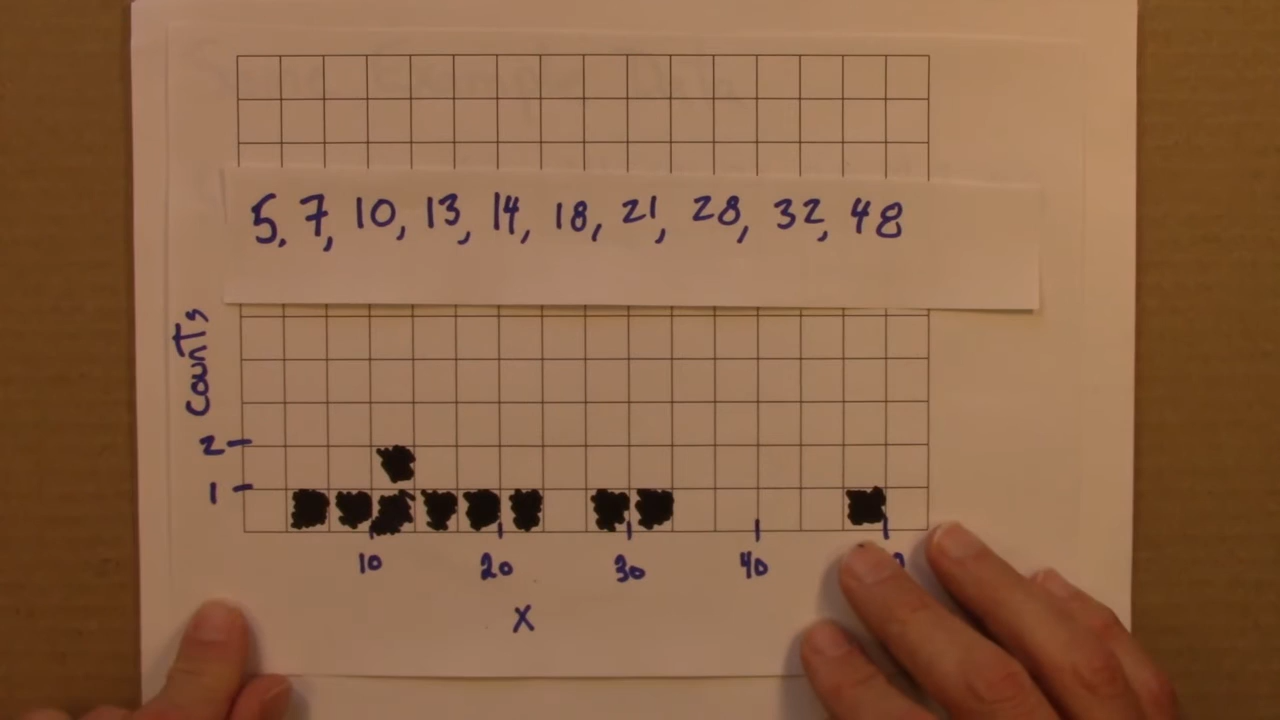 5, 7, 10, 13, 14, 18, 21, 28, 32, 48
counts
2
1
10 20 30 40
x